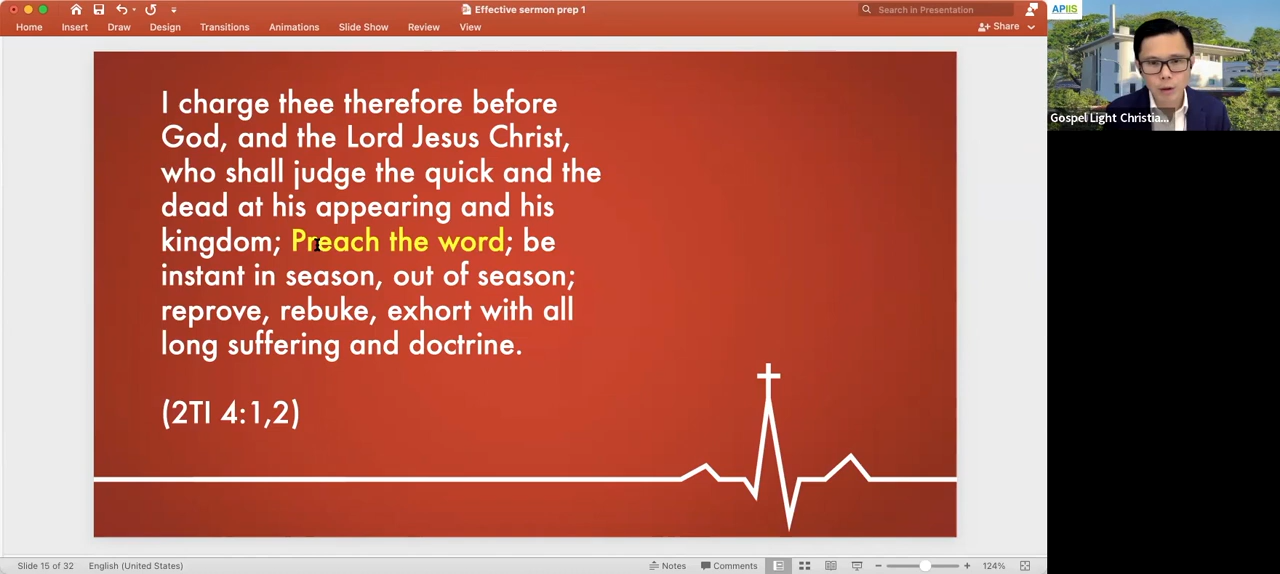 Effective sermon prep 1
Search in Presentation
Home Insert Draw Design Transitions Animations Slide Show Review View
Share
I charge thee therefore before
God, and the Lord Jesus Christ,
who shall judge the quick and the
dead at his appearing and his
kingdom; Preach the word; be
instant in season, out of season;
reprove, rebuke, exhort with all
long suffering and doctrine.
(2TI 4:1,2)
Slide 15 of 32 English (United States) Notes Comments 124%
APIIS
Gospel Light Christia...